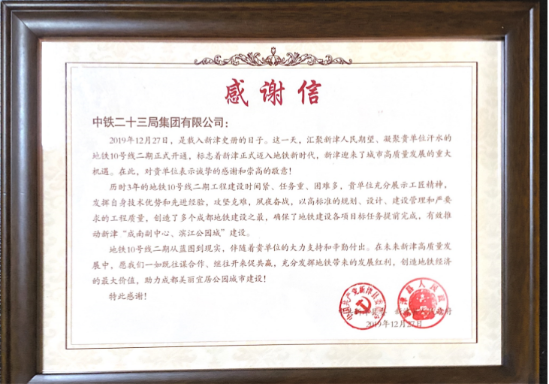 感谢信
中铁二十三局集团有限公司：
2019年12月27日，是载入新津史册的日子。这一天，汇聚新津人民期望、凝聚贵单位汗水的
地铁10号线二期正式开通，标志着新津正式迈入地铁新时代，新津迎来了城市高质量发展的重大
机遇。在此，对贵单位表示诚挚的感谢和崇高的敬意！
历时3年的地铁10号线二期工程建设时间紧、任务重、困难多，贵单位充分展示工匠精神，
发挥自身技术优势和先进经验，攻坚克难，夙夜奋战，以高标准的规划、设计、建设管理和严要
求的工程质量，创造了多个成都地铁建设之最，确保了地铁建设各项目标任务提前完成，有效推
动新津“成南副中心、滨江公园城”建设。
地铁10号线二期从蓝图到现实，伴随着贵单位的大力支持和辛勤付出。在未来新津高质量发
展中，愿我们一如既往谋合作、继往开来促共赢，充分发挥地铁带来的发展红利，创造地铁经济
的最大价值，助力成都美丽宜居公园城市建设！
特此感谢！
2019年12月27日